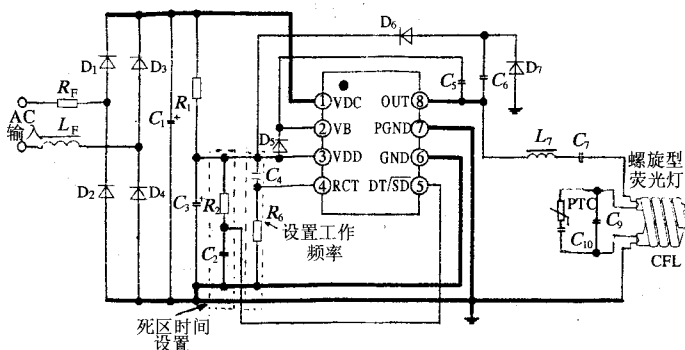 D₆
D₁
D₃
C₅
C₆
D₇
R_F
R₁
① VDC
OUT ⑧
AC
输入
C₁
+
② VB
PGND ⑦
L_F
D₅
③ VDD
GND ⑥
L₇
C₇
螺旋型
荧光灯
C₄
④ RCT
DT/S̅D̅ ⑤
D₂
D₄
C₃
+
R₂
R₆
PTC
C₉
设置工作
频率
C₁₀
C₂
CFL
死区时间
设置